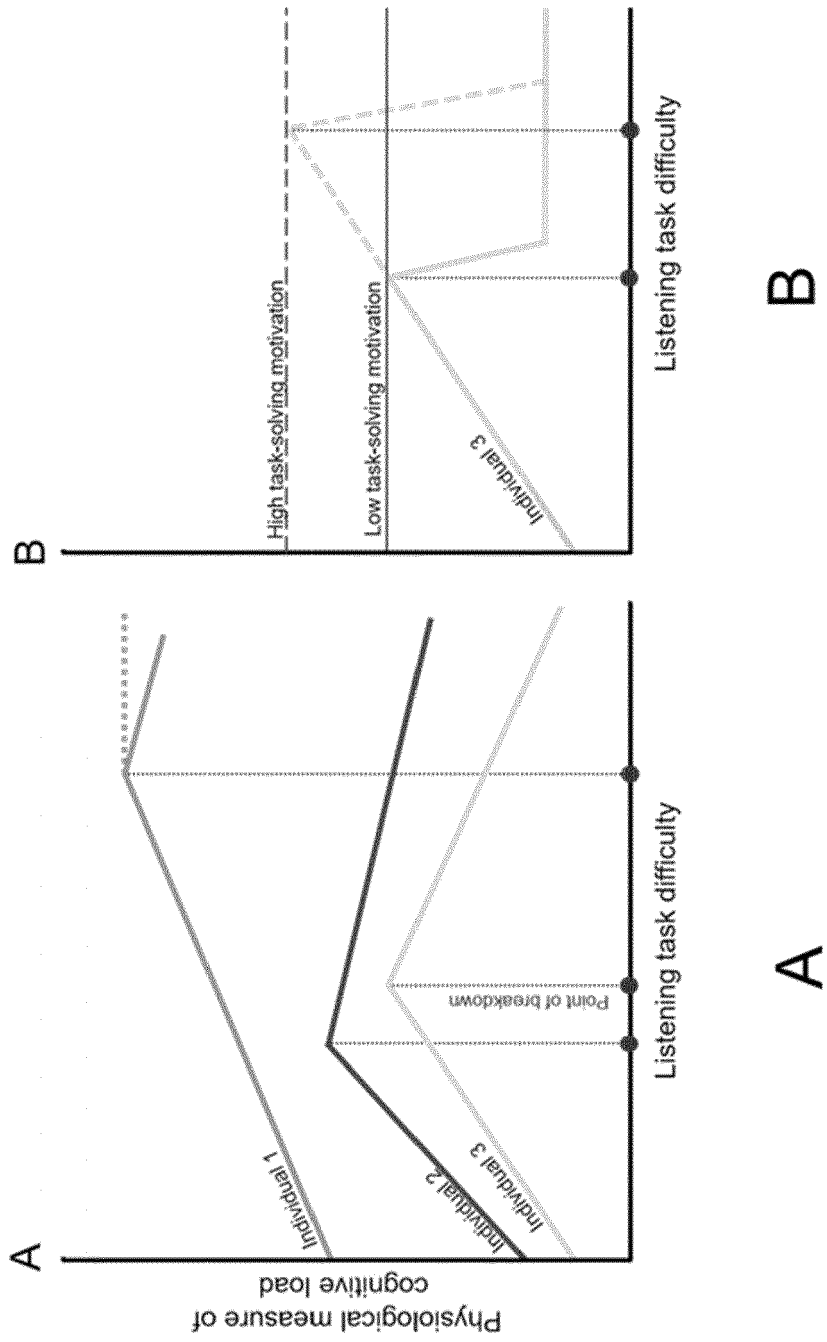 A
Physiological measure of
cognitive load
Individual 1
Individual 2
Individual 3
Point of breakdown
Listening task difficulty
A
B
High task-solving motivation
Low task-solving motivation
Individual 3
Listening task difficulty
B